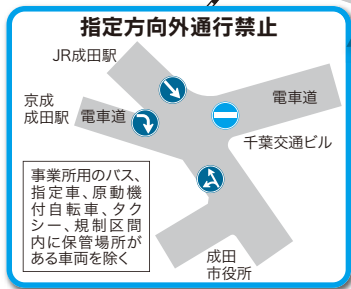 指定方向外通行禁止
JR成田駅
京成
成田駅
電車道
電車道
千葉交通ビル
事業所用のバス、
指定車、原動機
付自転車、タク
シー、規制区間
内に保管場所が
ある車両を除く
成田
市役所